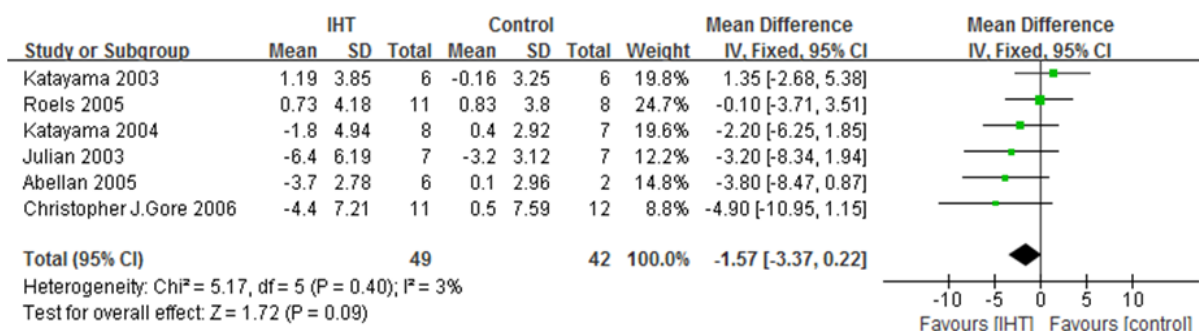 IHT Control Mean Difference Mean Difference
Study or Subgroup Mean SD Total Mean SD Total Weight IV, Fixed, 95% CI IV, Fixed, 95% CI
Katayama 2003 1.19 3.85 6 -0.16 3.25 6 19.8% 1.35 [-2.68, 5.38]
Roels 2005 0.73 4.18 11 0.83 3.8 8 24.7% -0.10 [-3.71, 3.51]
Katayama 2004 -1.8 4.94 8 0.4 2.92 7 19.6% -2.20 [-6.25, 1.85]
Julian 2003 -6.4 6.19 7 -3.2 3.12 7 12.2% -3.20 [-8.34, 1.94]
Abellan 2005 -3.7 2.78 6 0.1 2.96 2 14.8% -3.80 [-8.47, 0.87]
Christopher J.Gore 2006 -4.4 7.21 11 0.5 7.59 12 8.8% -4.90 [-10.95, 1.15]
Total (95% CI) 49 42 100.0% -1.57 [-3.37, 0.22]
Heterogeneity: Chi² = 5.17, df = 5 (P = 0.40); I² = 3%
Test for overall effect: Z = 1.72 (P = 0.09)
-10 -5 0 5 10
Favours [IHT] Favours [control]